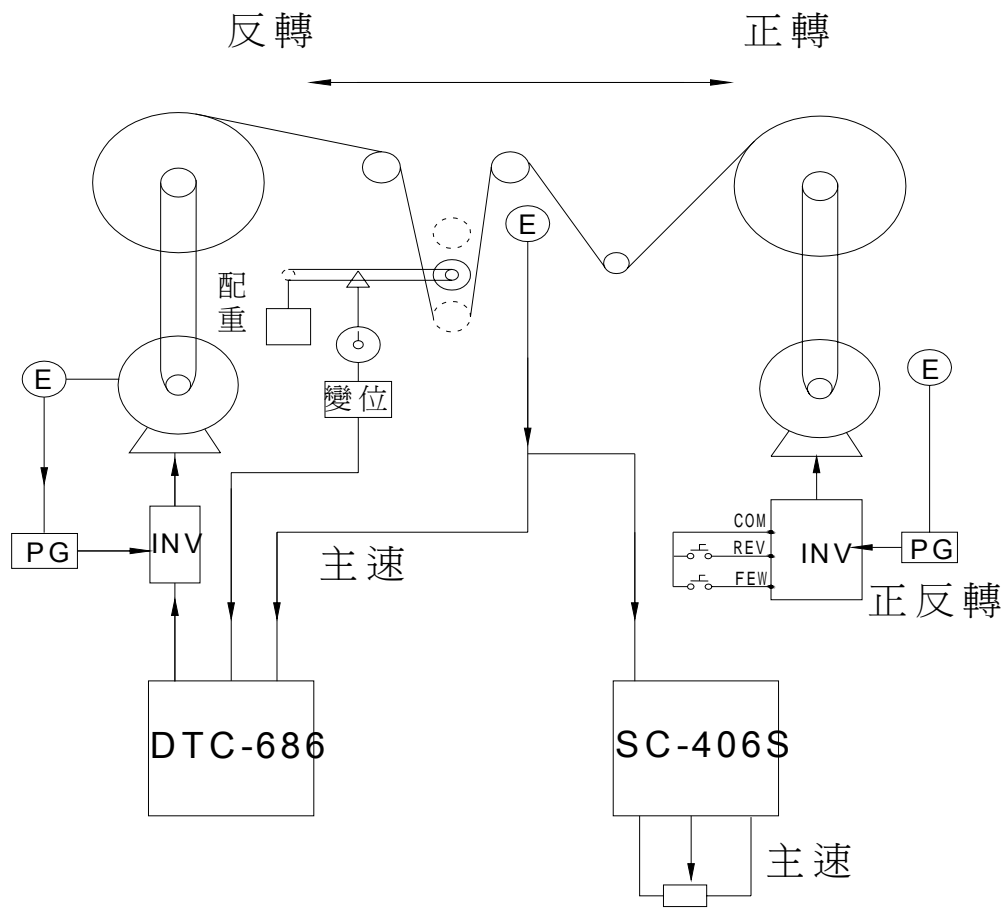 反轉
正轉
E
配重
E
E
變位
COM
REV
FEW
INV
INV
PG
PG
主速
正反轉
DTC-686
SC-406S
主速